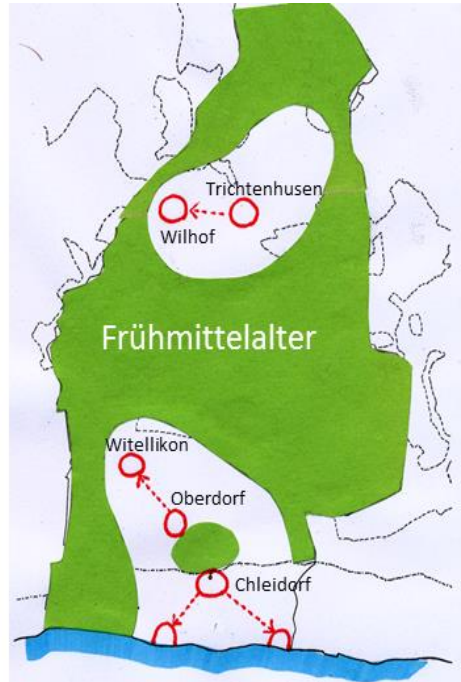 Trichtenhusen
Wilhof
Frühmittelalter
Witellikon
Oberdorf
Chleidorf